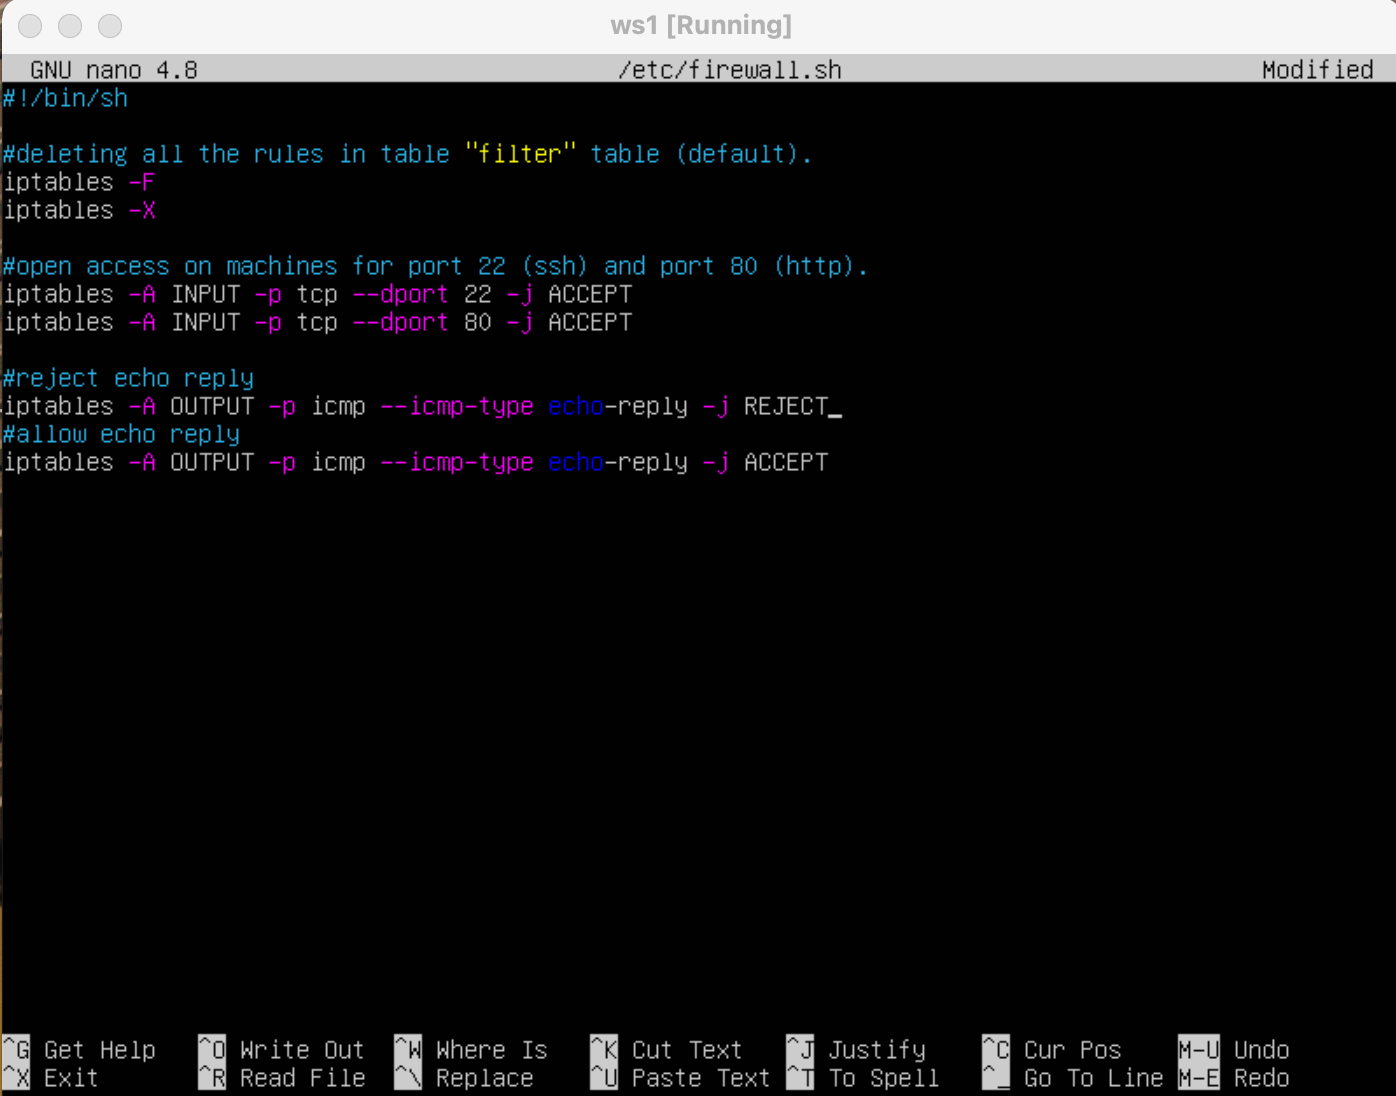 ws1 [Running]
GNU nano 4.8 /etc/firewall.sh Modified
#!/bin/sh
#deleting all the rules in table "filter" table (default).
iptables -F
iptables -X
#open access on machines for port 22 (ssh) and port 80 (http).
iptables -A INPUT -p tcp --dport 22 -j ACCEPT
iptables -A INPUT -p tcp --dport 80 -j ACCEPT
#reject echo reply
iptables -A OUTPUT -p icmp --icmp-type echo-reply -j REJECT_
#allow echo reply
iptables -A OUTPUT -p icmp --icmp-type echo-reply -j ACCEPT
^G Get Help ^O Write Out ^W Where Is ^K Cut Text ^J Justify ^C Cur Pos M-U Undo
^X Exit ^R Read File ^\ Replace ^U Paste Text ^T To Spell ^_ Go To Line M-E Redo